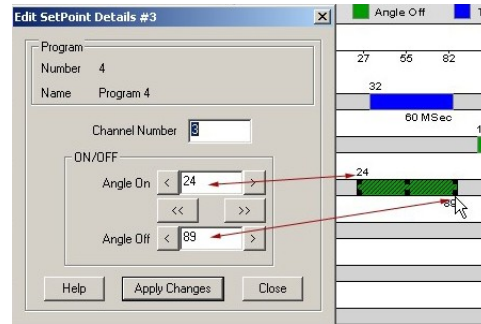 Edit SetPoint Details #3
Program
Number 4
Name Program 4
Channel Number 3
ON/OFF
Angle On < 24 >
<< >>
Angle Off < 89 >
Help Apply Changes Close
Angle Off T
27 55 82
32
60 MSec
1
24
89